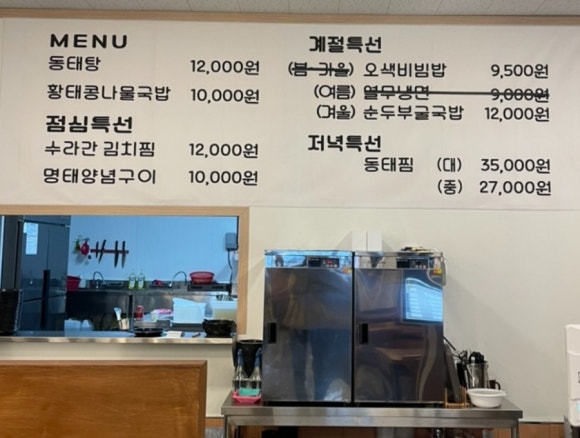 MENU
동태탕 12,000원
황태콩나물국밥 10,000원
점심특선
수라간 김치찜 12,000원
명태양념구이 10,000원
계절특선
(봄·가을) 오색비빔밥 9,500원
(여름) 열무냉면 9,000원
(겨울) 순두부굴국밥 12,000원
저녁특선
동태찜 (대) 35,000원
(중) 27,000원